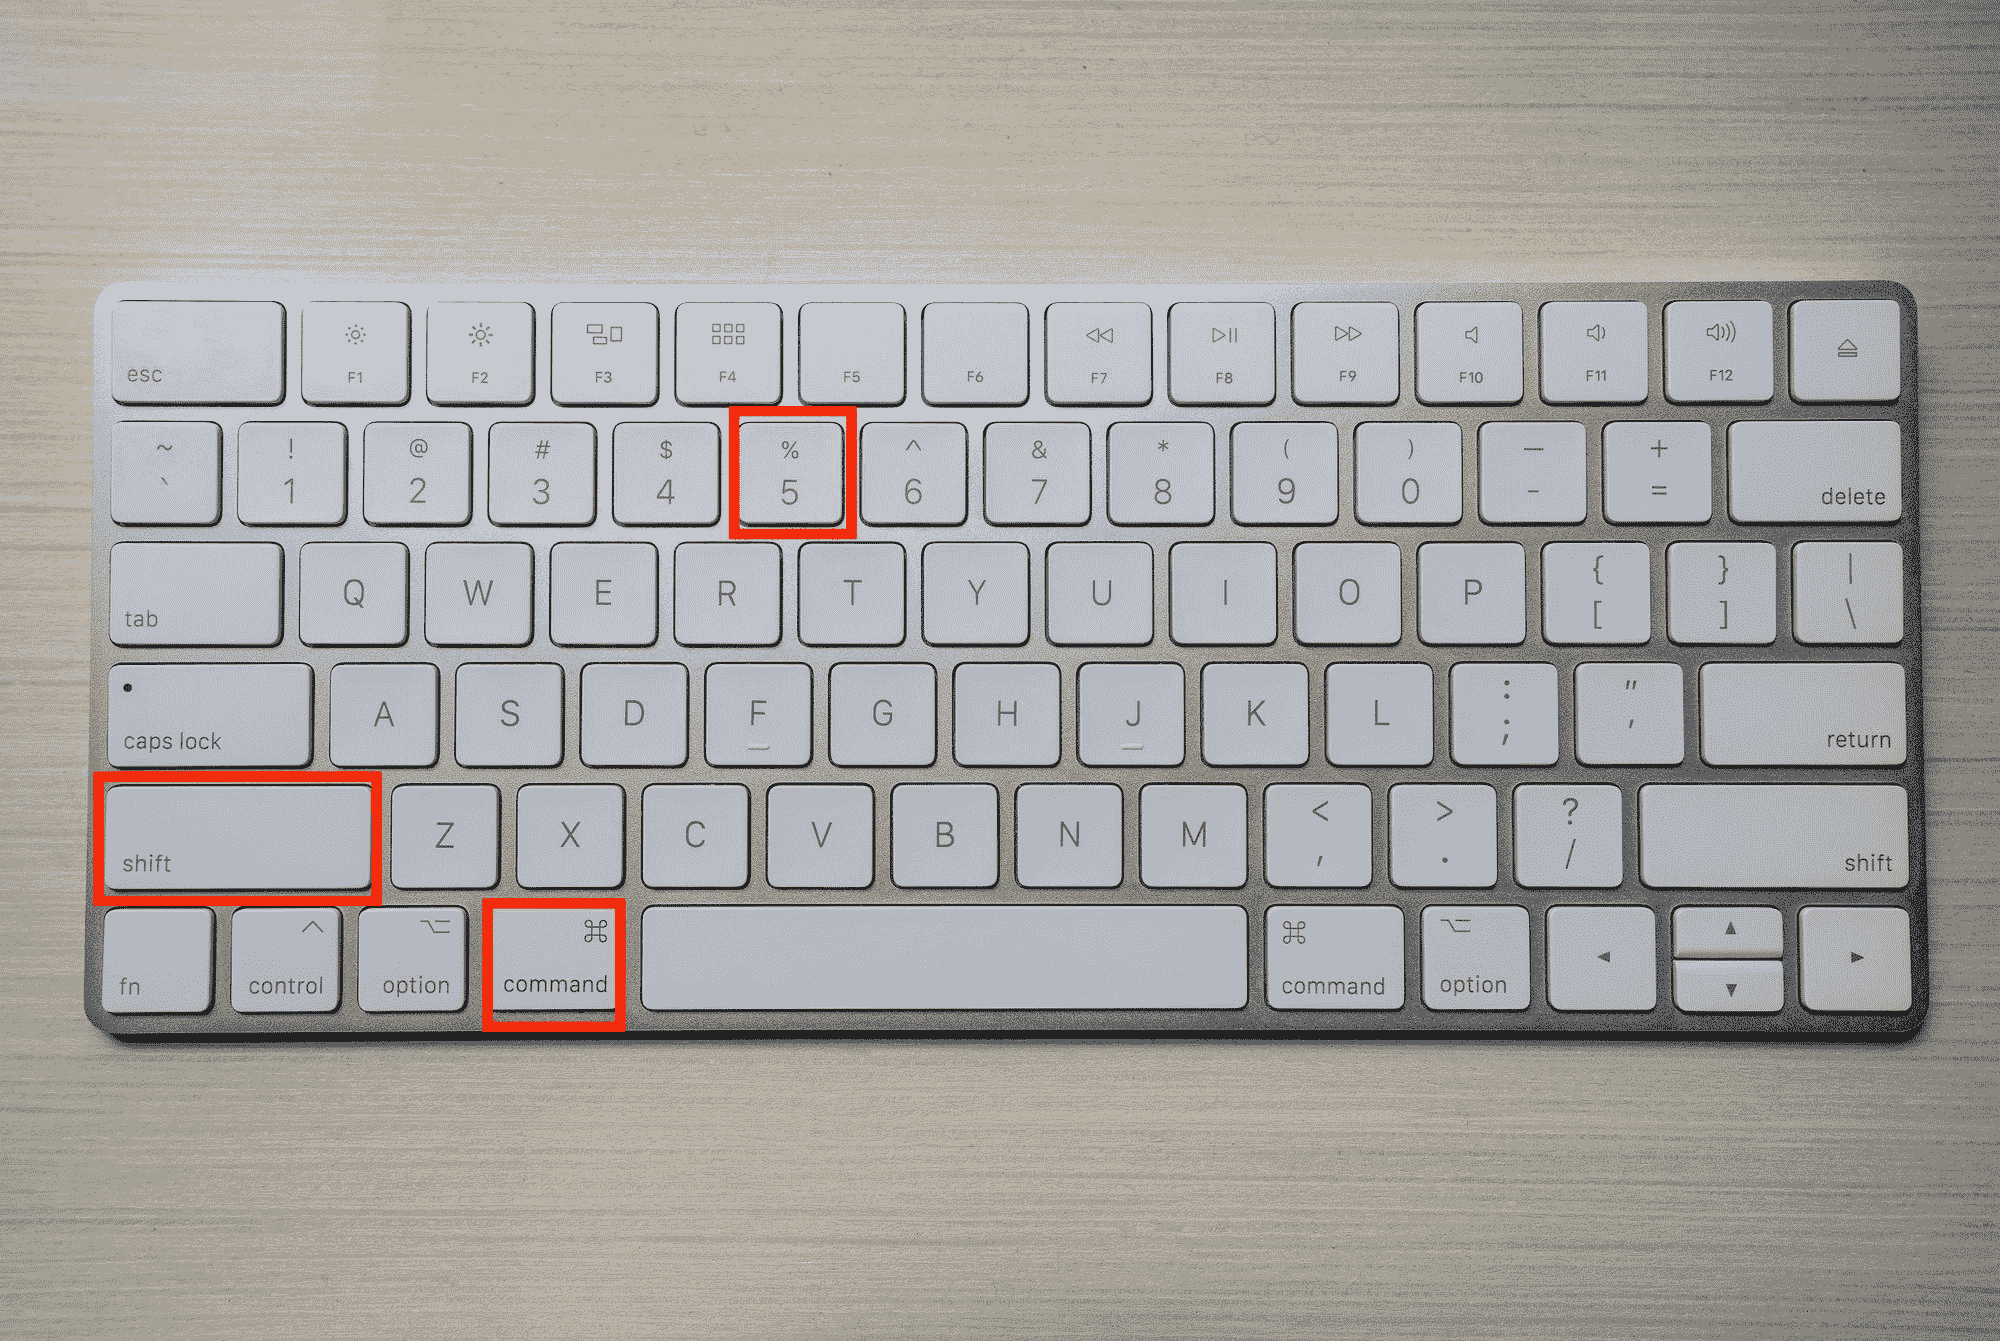 esc F1 F2 F3 F4 F5 F6 F7 F8 F9 F10 F11 F12
~ ! @ # $ % ^ & * ( ) — +
` 1 2 3 4 5 6 7 8 9 0 - = delete
tab Q W E R T Y U I O P { } |
[ ] \
caps lock A S D F G H J K L : "
; ' return
shift Z X C V B N M < > ?
, . / shift
fn control option ⌘ command ⌘ command option ◀ ▲ ▼ ▶